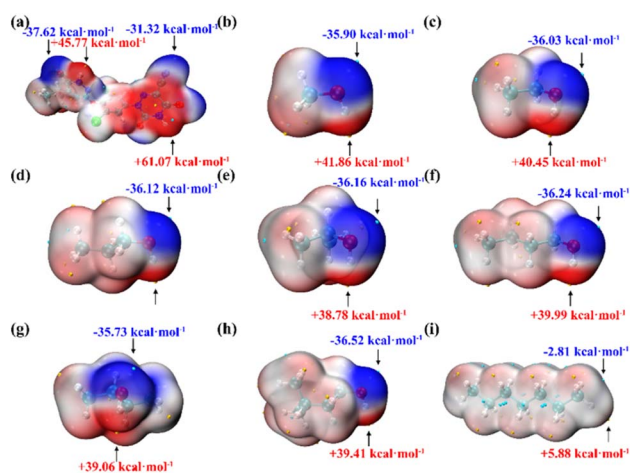 (a)
-37.62 kcal·mol-1
-31.32 kcal·mol-1
+45.77 kcal·mol-1
+61.07 kcal·mol-1
(b)
-35.90 kcal·mol-1
+41.86 kcal·mol-1
(c)
-36.03 kcal·mol-1
+40.45 kcal·mol-1
(d)
-36.12 kcal·mol-1
(e)
-36.16 kcal·mol-1
+38.78 kcal·mol-1
(f)
-36.24 kcal·mol-1
+39.99 kcal·mol-1
(g)
-35.73 kcal·mol-1
+39.06 kcal·mol-1
(h)
-36.52 kcal·mol-1
+39.41 kcal·mol-1
(i)
-2.81 kcal·mol-1
+5.88 kcal·mol-1